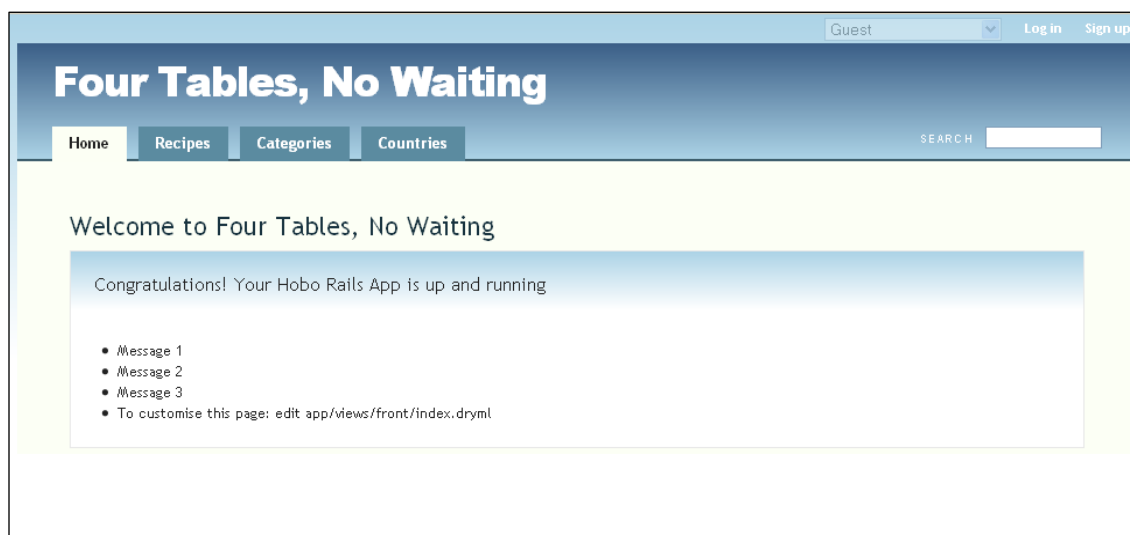 Guest Log in Sign up
Four Tables, No Waiting
Home Recipes Categories Countries SEARCH
Welcome to Four Tables, No Waiting
Congratulations! Your Hobo Rails App is up and running
• Message 1
• Message 2
• Message 3
• To customise this page: edit app/views/front/index.dryml